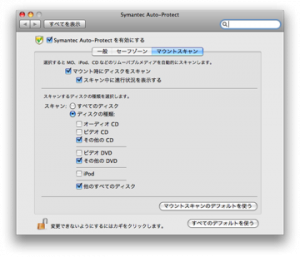 Symantec Auto-Protect
すべてを表示
Symantec Auto-Protect を有効にする
一般 セーフゾーン マウントスキャン
選択すると MO、iPod、CD などのリムーバブルメディアを自動的にスキャンします。
マウント時にディスクをスキャン
スキャン中に進行状況を表示する
スキャンするディスクの種類を選択します。
スキャン: すべてのディスク
ディスクの種類:
オーディオ CD
ビデオ CD
その他の CD
ビデオ DVD
その他の DVD
iPod
他のすべてのディスク
マウントスキャンのデフォルトを使う
変更できないようにするにはカギをクリックします。
すべてのデフォルトを使う